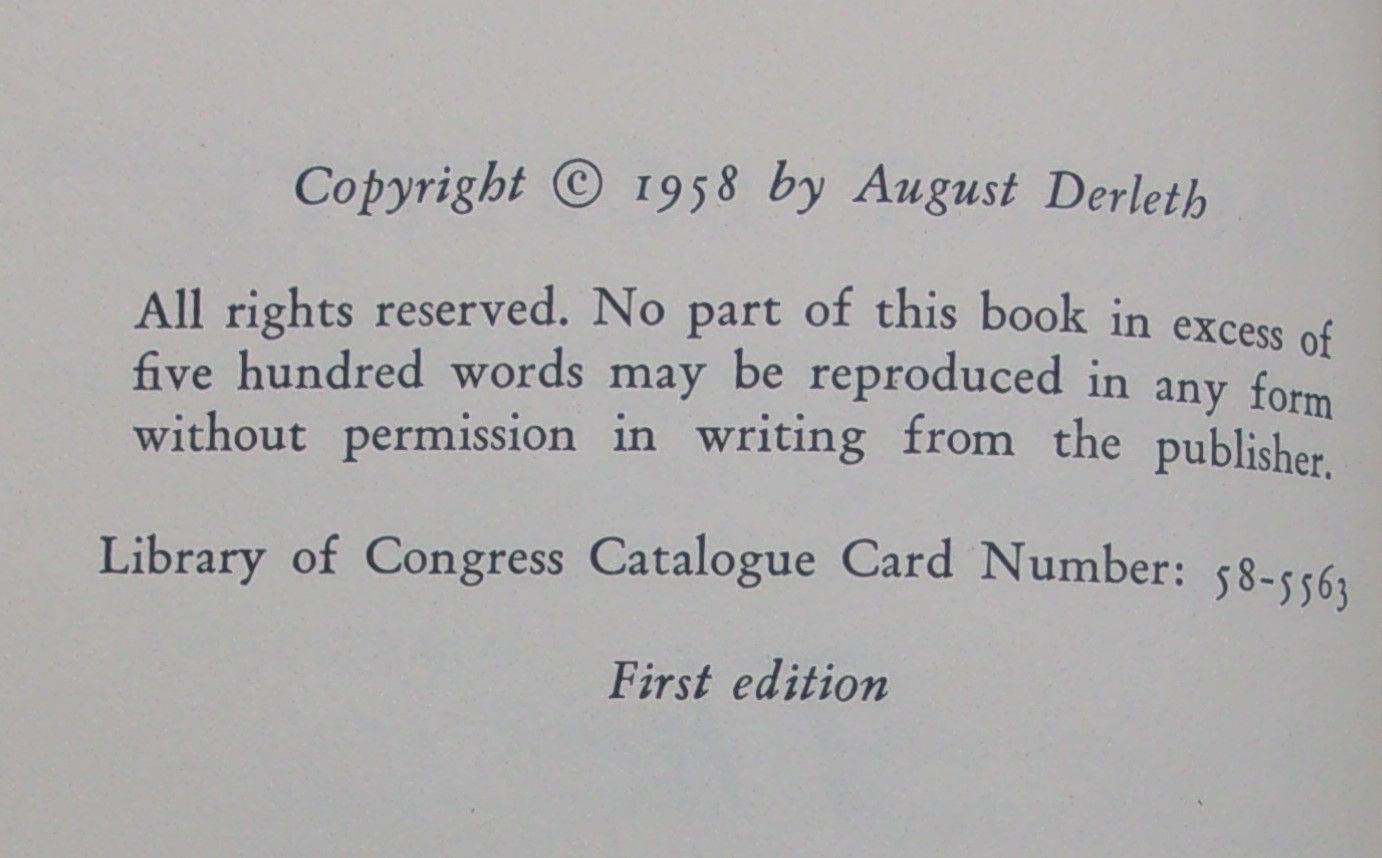 Copyright © 1958 by August Derleth
All rights reserved. No part of this book in excess of
five hundred words may be reproduced in any form
without permission in writing from the publisher.
Library of Congress Catalogue Card Number: 58-5563
First edition